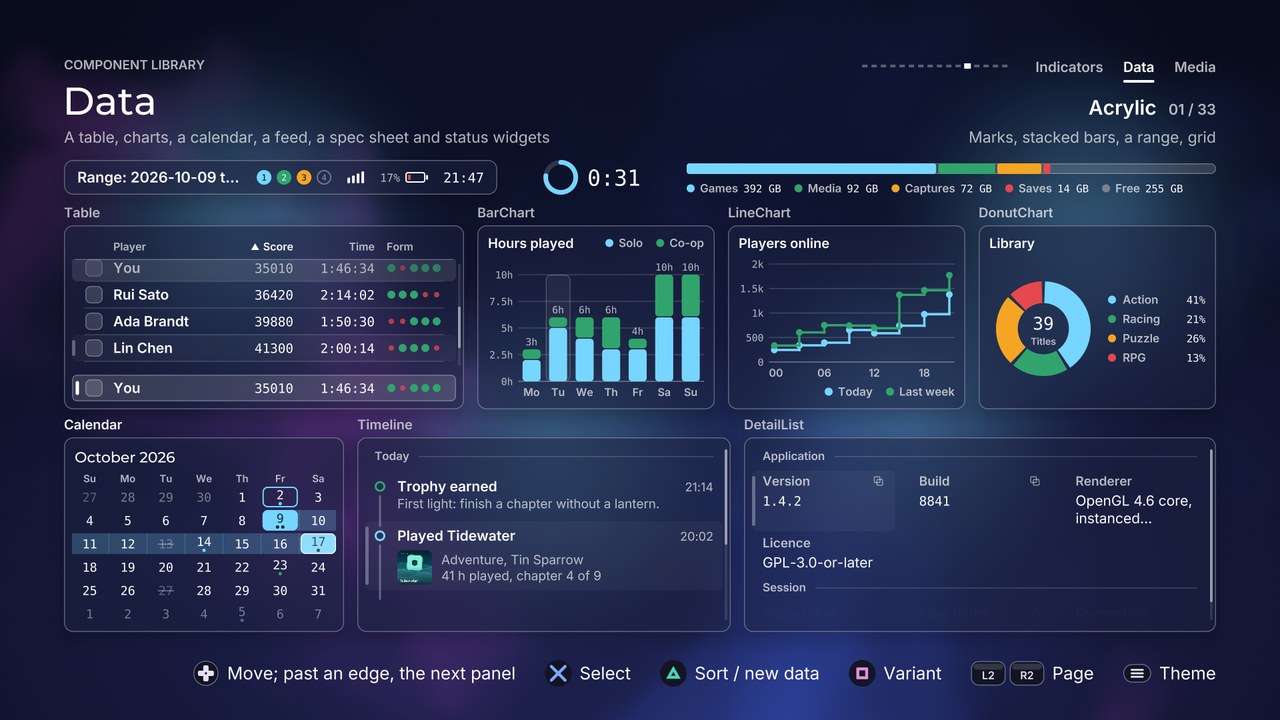 COMPONENT LIBRARY
Indicators Data Media
Data
Acrylic 01 / 33
A table, charts, a calendar, a feed, a spec sheet and status widgets
Marks, stacked bars, a range, grid
Range: 2026-10-09 t... 1 2 3 4 17% 21:47
0:31
Games 392 GB Media 92 GB Captures 72 GB Saves 14 GB Free 255 GB
Table
Player ▲ Score Time Form
You 35010 1:46:34
Rui Sato 36420 2:14:02
Ada Brandt 39880 1:50:30
Lin Chen 41300 2:00:14
You 35010 1:46:34
BarChart
Hours played Solo Co-op
10h
7.5h
5h
2.5h
0h
3h 6h 6h 6h 4h 10h 10h
Mo Tu We Th Fr Sa Su
LineChart
Players online
2k
1.5k
1k
500
0
00 06 12 18
Today Last week
DonutChart
Library
39
Titles
Action 41%
Racing 21%
Puzzle 26%
RPG 13%
Calendar
October 2026
Su Mo Tu We Th Fr Sa
27 28 29 30 1 2 3
4 5 6 7 8 9 10
11 12 13 14 15 16 17
18 19 20 21 22 23 24
25 26 27 28 29 30 31
1 2 3 4 5 6 7
Timeline
Today
Trophy earned 21:14
First light: finish a chapter without a lantern.
Played Tidewater 20:02
Adventure, Tin Sparrow
41 h played, chapter 4 of 9
DetailList
Application
Version Build Renderer
1.4.2 8841 OpenGL 4.6 core,
instanced...
Licence
GPL-3.0-or-later
Session
Move; past an edge, the next panel Select Sort / new data Variant L2 R2 Page Theme